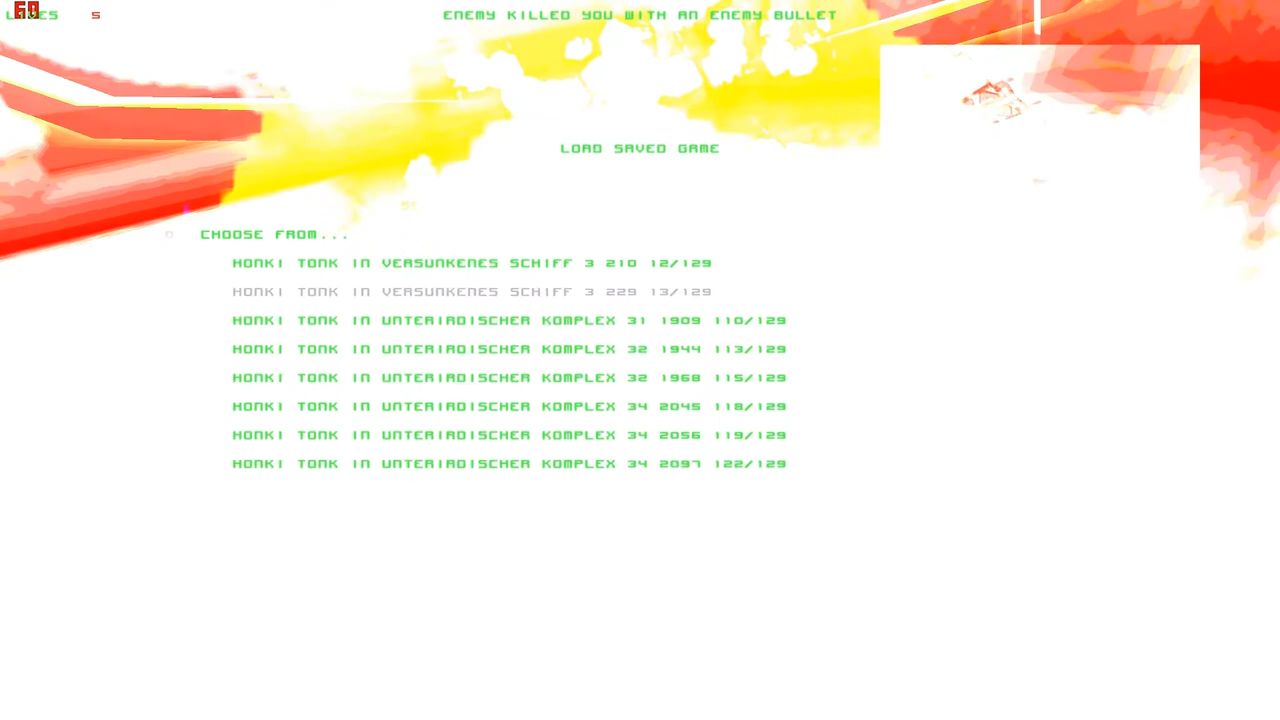 60
LIVES 5
ENEMY KILLED YOU WITH AN ENEMY BULLET
LOAD SAVED GAME
CHOOSE FROM...
HONKI TONK IN VERSUNKENES SCHIFF 3 210 12/129
HONKI TONK IN VERSUNKENES SCHIFF 3 229 13/129
HONKI TONK IN UNTERIRDISCHER KOMPLEX 31 1909 110/129
HONKI TONK IN UNTERIRDISCHER KOMPLEX 32 1944 113/129
HONKI TONK IN UNTERIRDISCHER KOMPLEX 32 1968 115/129
HONKI TONK IN UNTERIRDISCHER KOMPLEX 34 2045 118/129
HONKI TONK IN UNTERIRDISCHER KOMPLEX 34 2056 119/129
HONKI TONK IN UNTERIRDISCHER KOMPLEX 34 2097 122/129